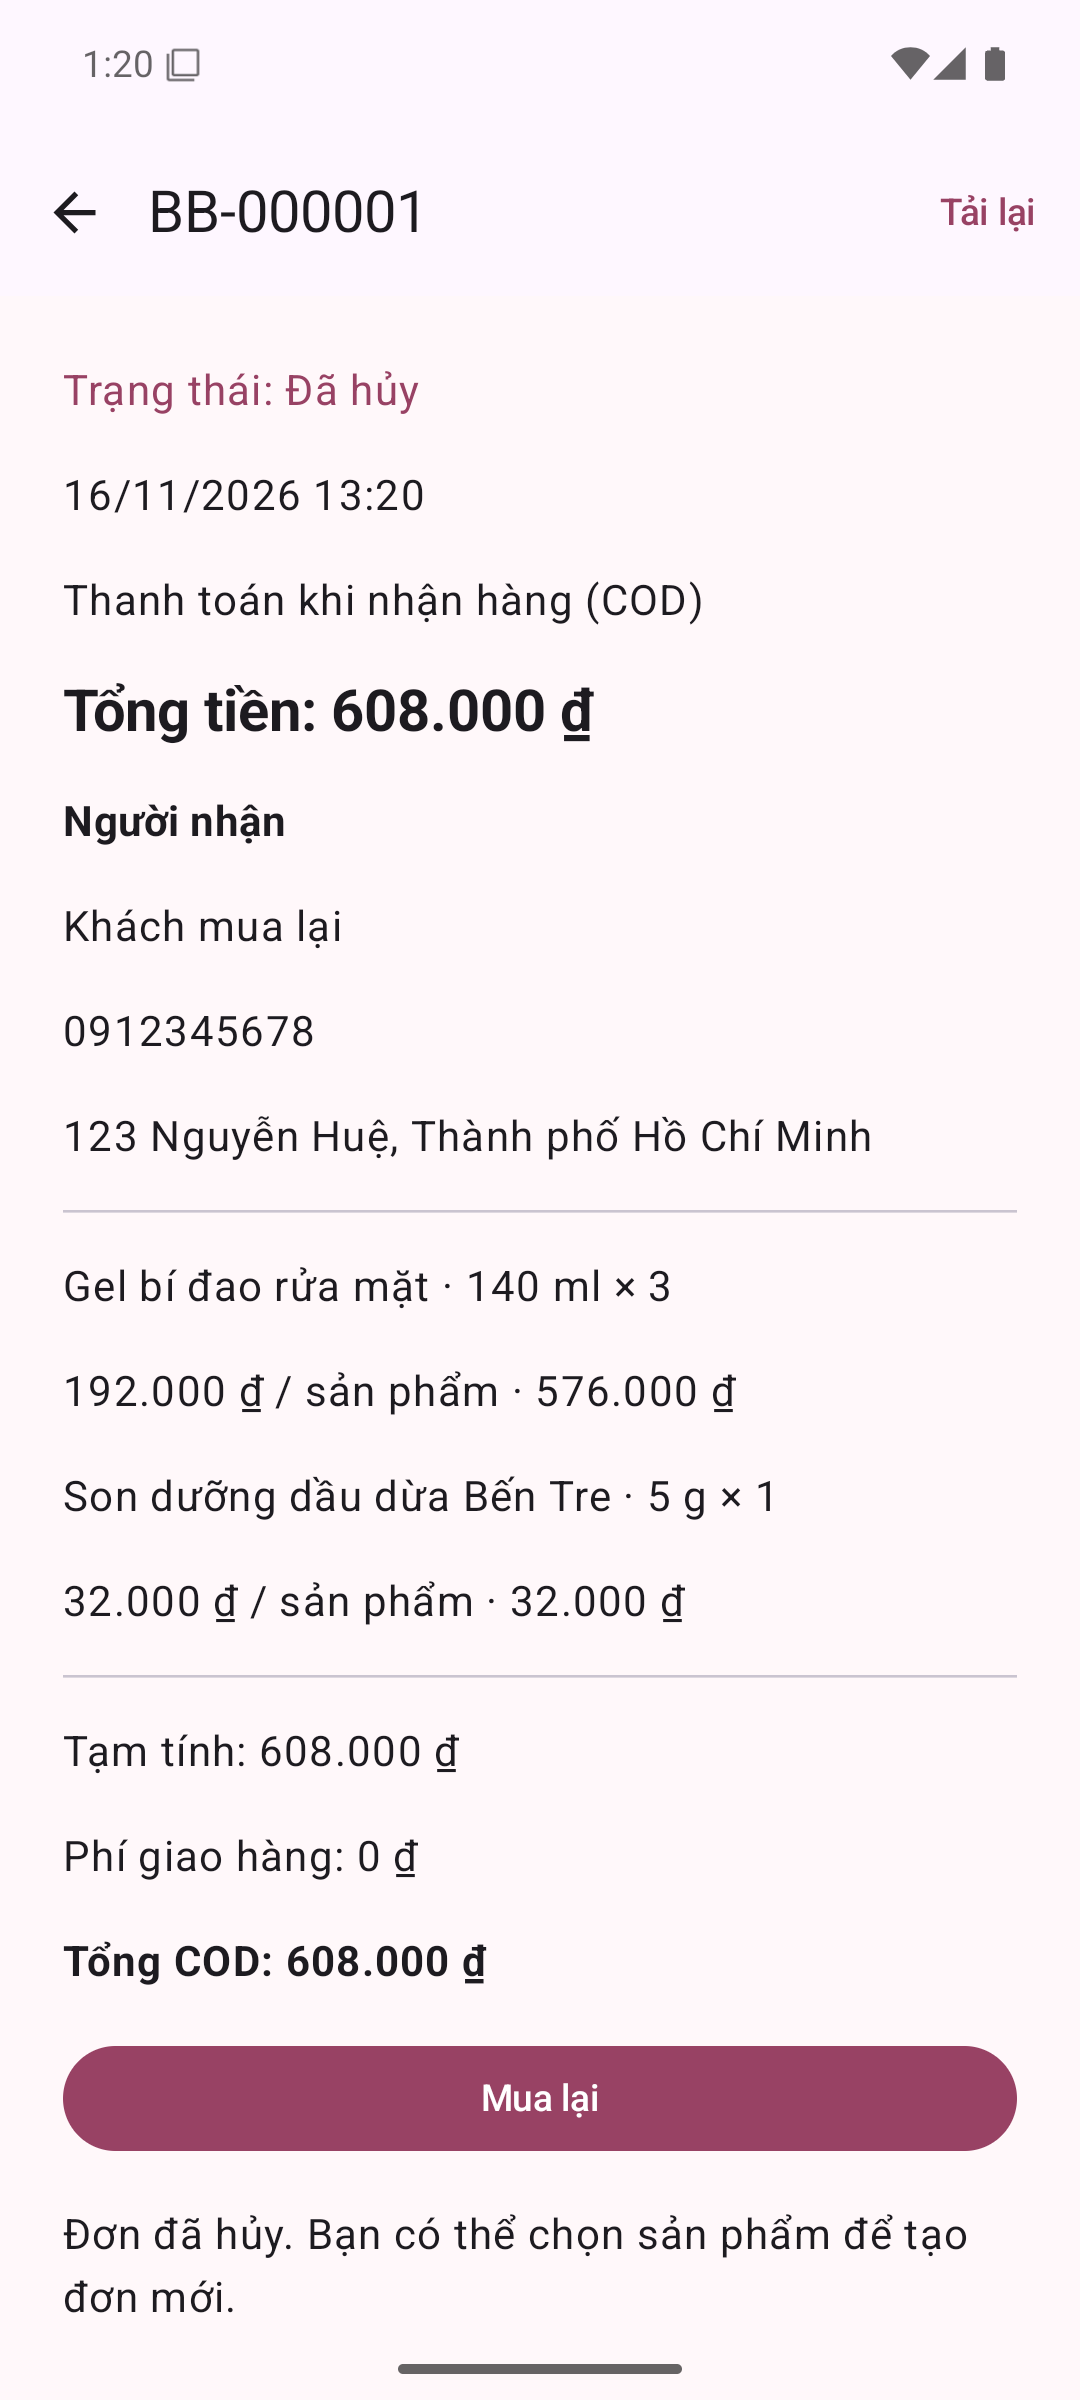 1:20
BB-000001
Tải lại
Trạng thái: Đã hủy
16/11/2026 13:20
Thanh toán khi nhận hàng (COD)
Tổng tiền: 608.000 ₫
Người nhận
Khách mua lại
0912345678
123 Nguyễn Huệ, Thành phố Hồ Chí Minh
Gel bí đao rửa mặt · 140 ml × 3
192.000 ₫ / sản phẩm · 576.000 ₫
Son dưỡng dầu dừa Bến Tre · 5 g × 1
32.000 ₫ / sản phẩm · 32.000 ₫
Tạm tính: 608.000 ₫
Phí giao hàng: 0 ₫
Tổng COD: 608.000 ₫
Mua lại
Đơn đã hủy. Bạn có thể chọn sản phẩm để tạo
đơn mới.